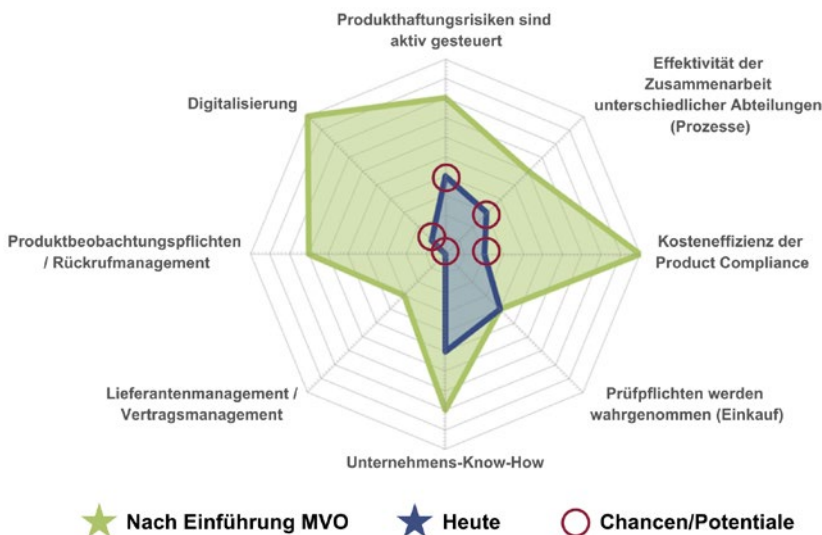 Produkthaftungsrisiken sind
aktiv gesteuert
Effektivität der
Zusammenarbeit
unterschiedlicher Abteilungen
(Prozesse)
Digitalisierung
Produktbeobachtungspflichten
/ Rückrufmanagement
Kosteneffizienz der
Product Compliance
Lieferantenmanagement /
Vertragsmanagement
Prüfpflichten werden
wahrgenommen (Einkauf)
Unternehmens-Know-How
Nach Einführung MVO
Heute
Chancen/Potentiale